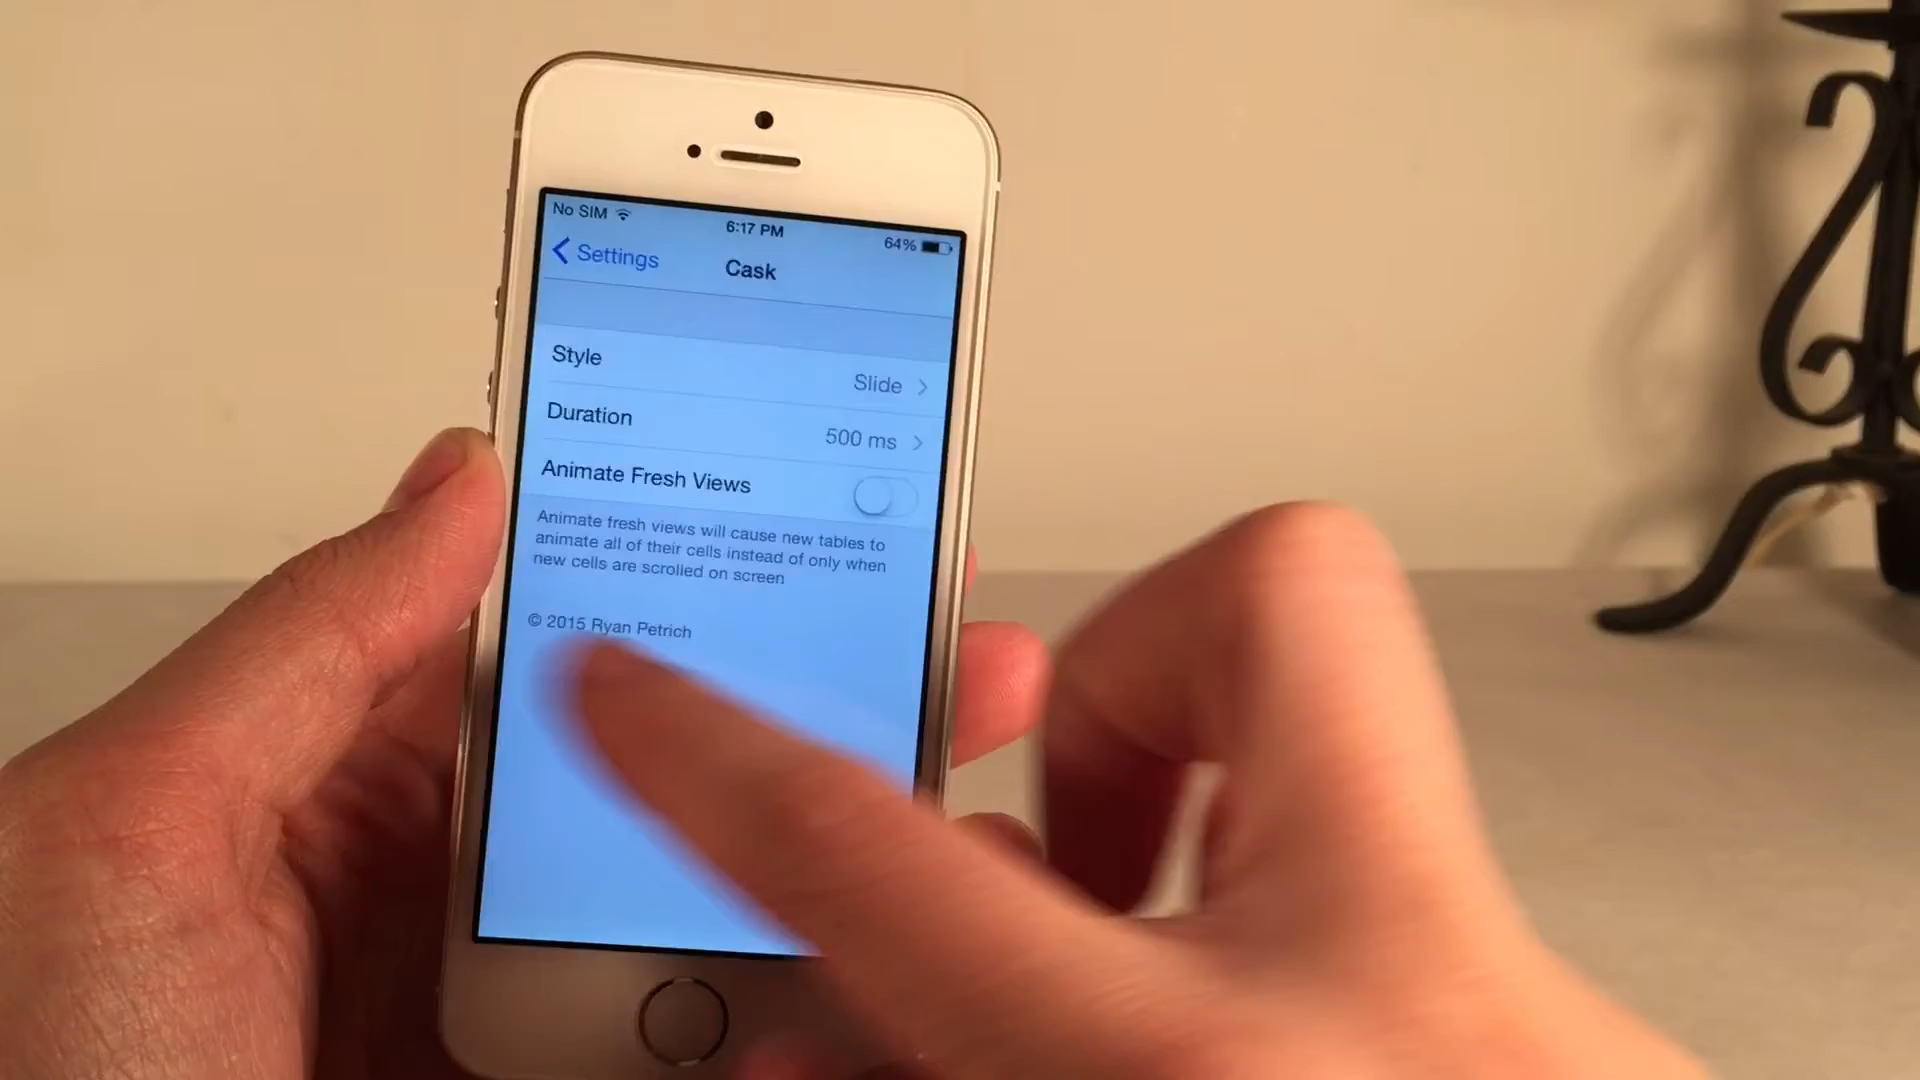 No SIM
6:17 PM
64%
Settings
Cask
Style
Slide
Duration
500 ms
Animate Fresh Views
Animate fresh views will cause new tables to
animate all of their cells instead of only when
new cells are scrolled on screen
© 2015 Ryan Petrich